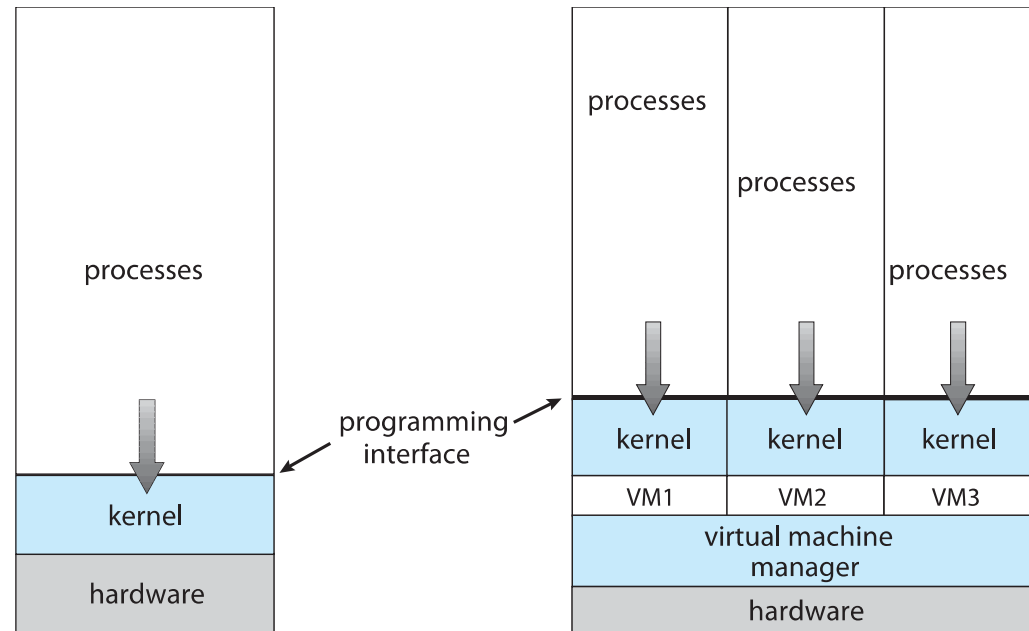 processes
kernel
hardware
programming
interface
processes
processes
processes
kernel
kernel
kernel
VM1
VM2
VM3
virtual machine
manager
hardware